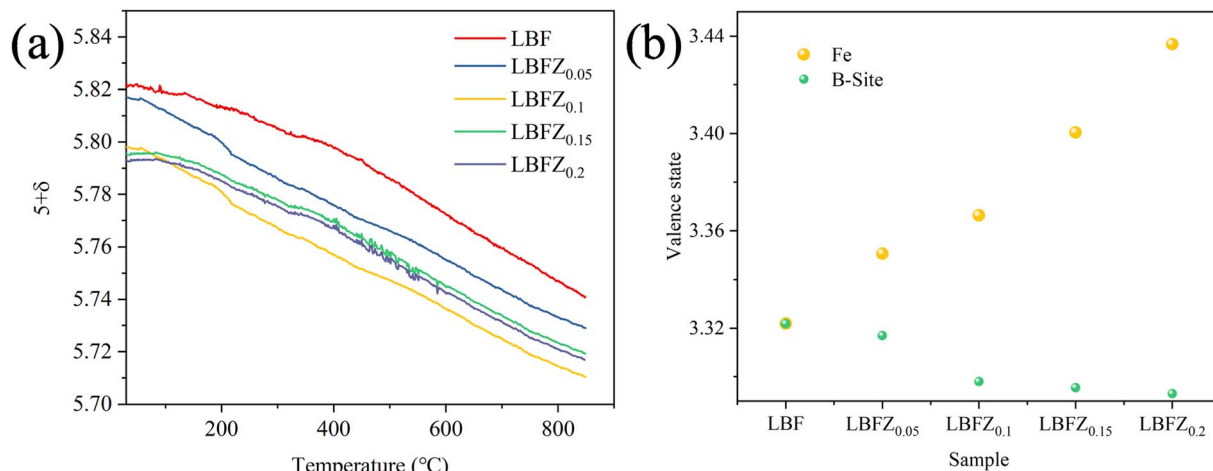 (a)
5.84
5.82
5.80
5.78
5.76
5.74
5.72
5.70
5+δ
200
400
600
800
Temperature (℃)
LBF
LBFZ0.05
LBFZ0.1
LBFZ0.15
LBFZ0.2
(b)
3.44
3.40
3.36
3.32
Valence state
Fe
B-Site
LBF
LBFZ0.05
LBFZ0.1
LBFZ0.15
LBFZ0.2
Sample